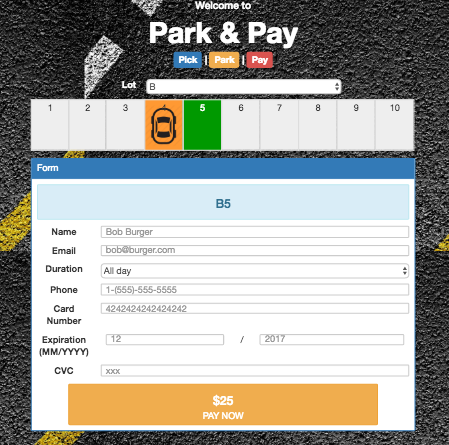 Welcome to
Park & Pay
Pick | Park | Pay
Lot B
1 2 3 4 5 6 7 8 9 10
Form
B5
Name Bob Burger
Email bob@burger.com
Duration All day
Phone 1-(555)-555-5555
Card
Number 4242424242424242
Expiration
(MM/YYYY) 12 / 2017
CVC xxx
$25
PAY NOW